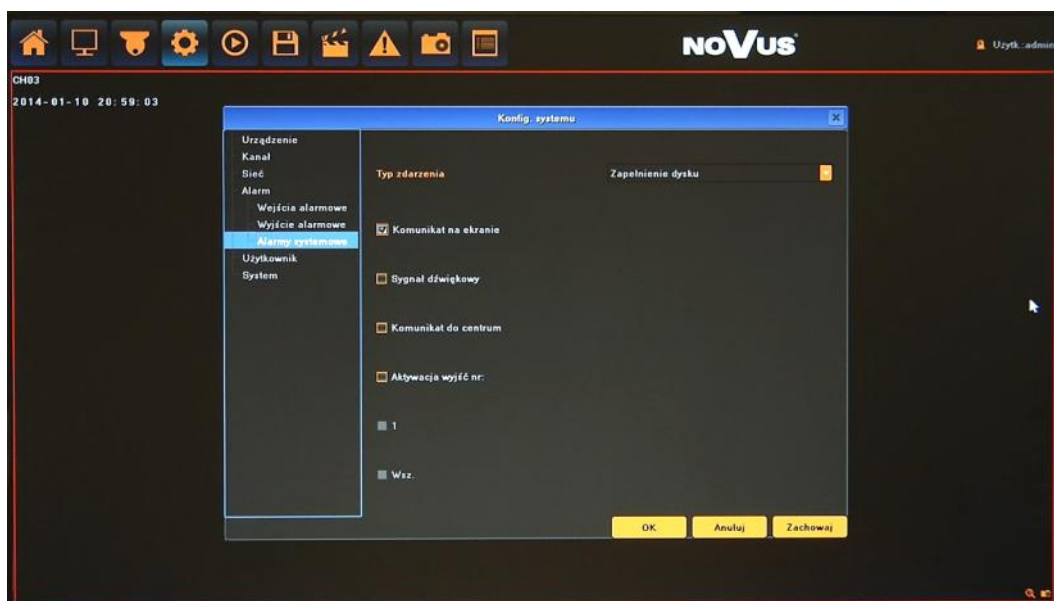 NOVUS
Użytk.:admin
CH03
2014-01-10 20:59:03
Konfig. systemu
Urządzenie
Kanał
Sieć
Alarm
Wejścia alarmowe
Wyjście alarmowe
Alarmy systemowe
Użytkownik
System
Typ zdarzenia Zapełnienie dysku
Komunikat na ekranie
Sygnał dźwiękowy
Komunikat do centrum
Aktywacja wyjść nr:
1
Wsz.
OK Anuluj Zachowaj